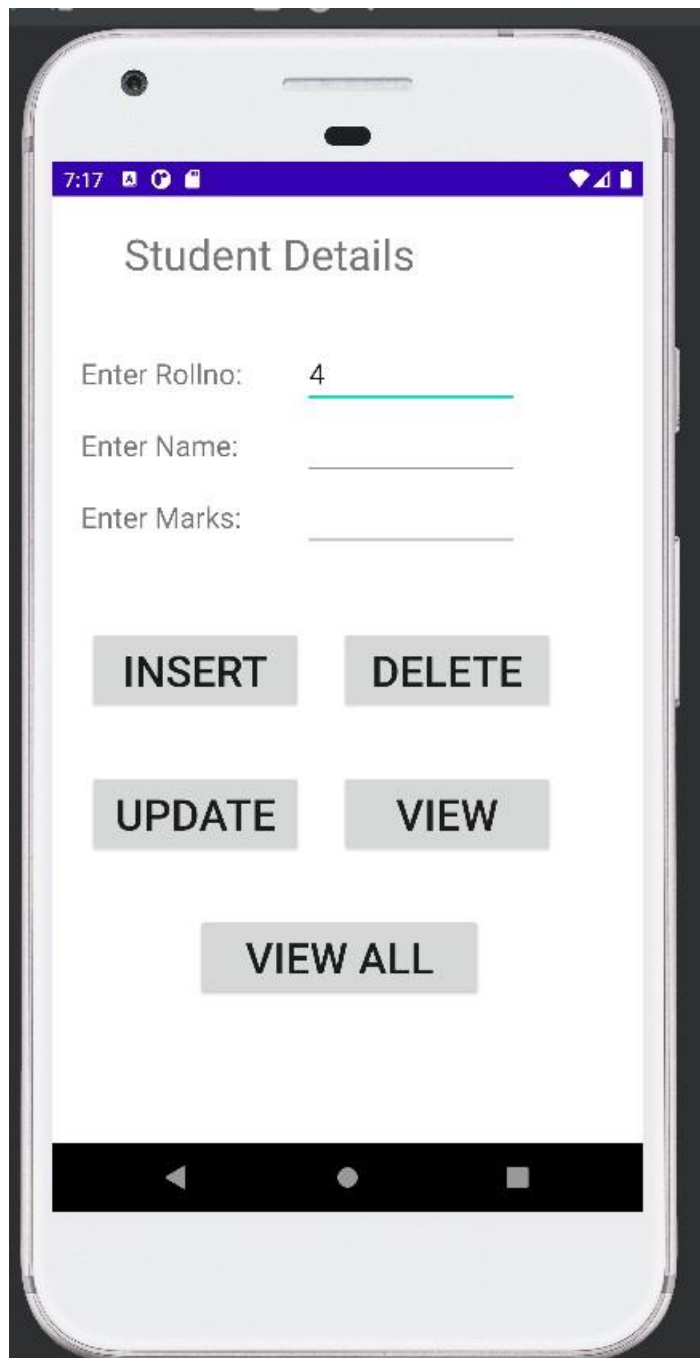 7:17
Student Details
Enter Rollno: 4
Enter Name:
Enter Marks:
INSERT DELETE
UPDATE VIEW
VIEW ALL